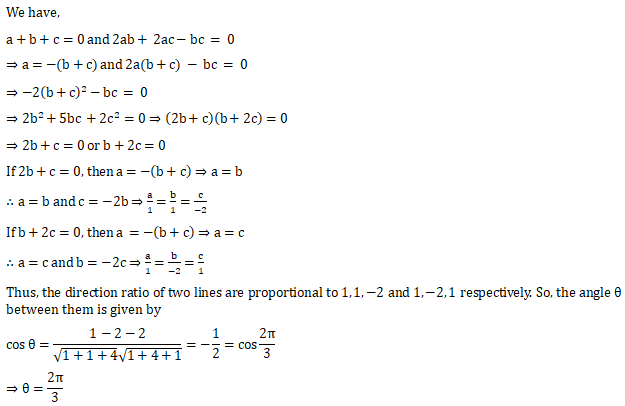 We have,
a + b + c = 0 and 2ab + 2ac − bc = 0
⇒ a = −(b + c) and 2a(b + c) − bc = 0
⇒ −2(b + c)² − bc = 0
⇒ 2b² + 5bc + 2c² = 0 ⇒ (2b + c)(b + 2c) = 0
⇒ 2b + c = 0 or b + 2c = 0
If 2b + c = 0, then a = −(b + c) ⇒ a = b
∴ a = b and c = −2b ⇒ a/1 = b/1 = c/−2
If b + 2c = 0, then a = −(b + c) ⇒ a = c
∴ a = c and b = −2c ⇒ a/1 = b/−2 = c/1
Thus, the direction ratio of two lines are proportional to 1, 1, −2 and 1, −2, 1 respectively. So, the angle θ
between them is given by
cos θ = (1 − 2 − 2)/(√1 + 1 + 4√1 + 4 + 1) = −1/2 = cos 2π/3
⇒ θ = 2π/3